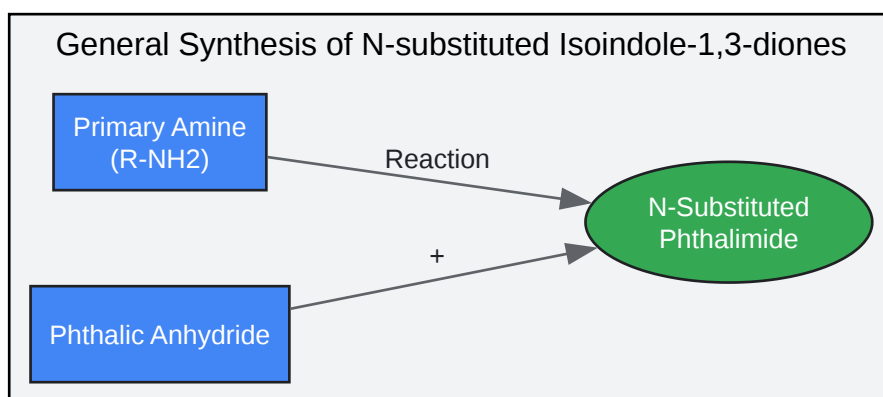 General Synthesis of N-substituted Isoindole-1,3-diones
Primary Amine
(R-NH2)
Reaction
N-Substituted
Phthalimide
+
Phthalic Anhydride